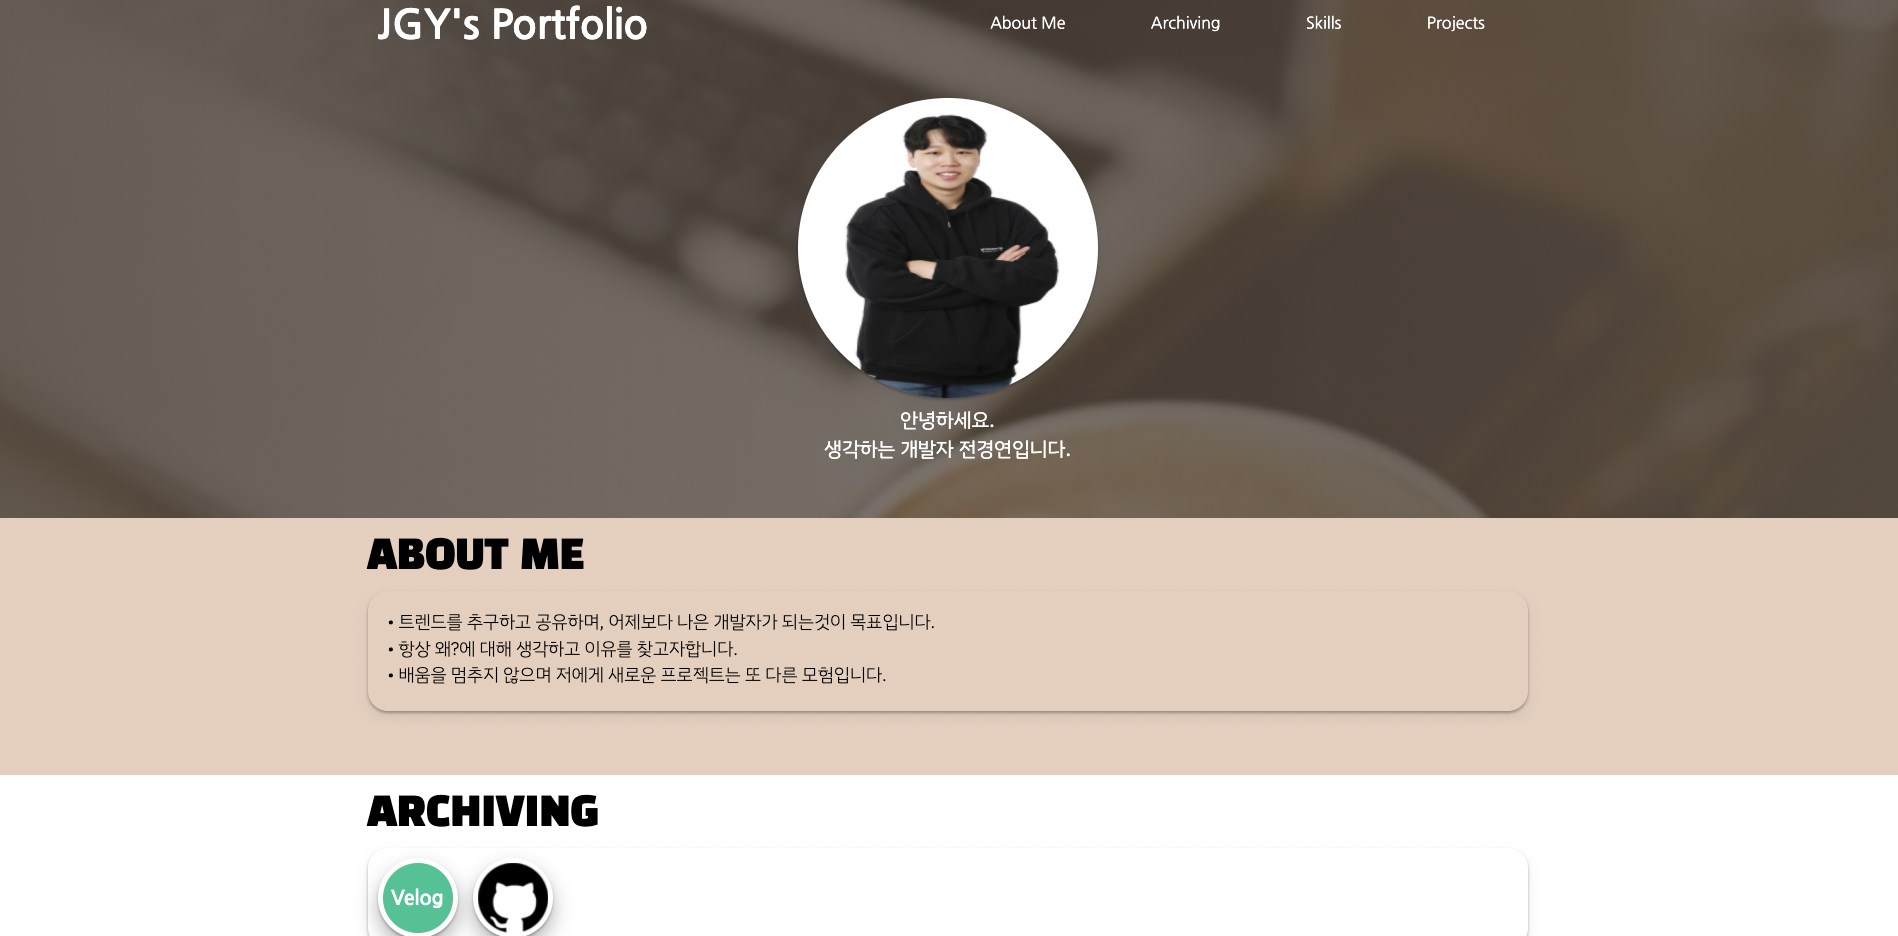 JGY's Portfolio
About Me
Archiving
Skills
Projects
안녕하세요.
생각하는 개발자 전경연입니다.
ABOUT ME
• 트렌드를 추구하고 공유하며, 어제보다 나은 개발자가 되는것이 목표입니다.
• 항상 왜?에 대해 생각하고 이유를 찾고자합니다.
• 배움을 멈추지 않으며 저에게 새로운 프로젝트는 또 다른 모험입니다.
ARCHIVING
Velog